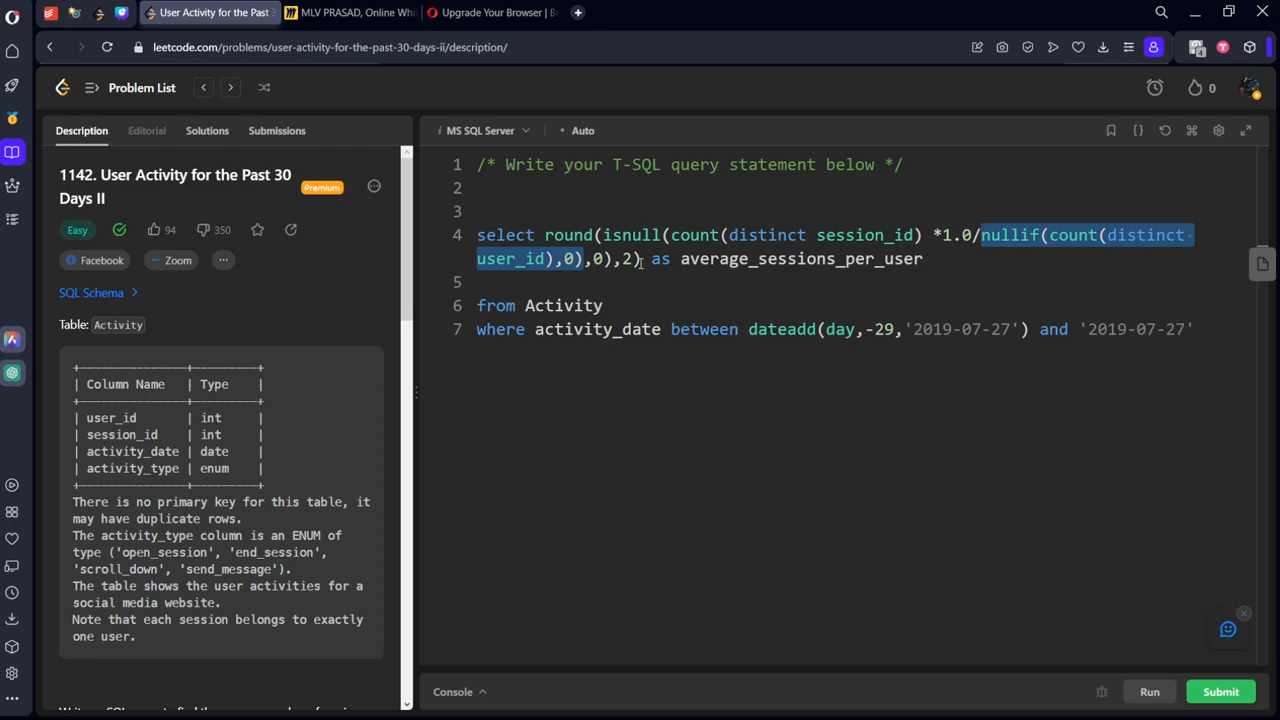 User Activity for the Past 3
MLV PRASAD, Online Whit
Upgrade Your Browser | Be
leetcode.com/problems/user-activity-for-the-past-30-days-ii/description/
4
Problem List
0
Description
Editorial
Solutions
Submissions
MS SQL Server
Auto
1142. User Activity for the Past 30
Days II
Premium
Easy
94
350
Facebook
Zoom
SQL Schema >
Table: Activity
+---------------+---------+
| Column Name | Type |
+---------------+---------+
| user_id | int |
| session_id | int |
| activity_date | date |
| activity_type | enum |
+---------------+---------+
There is no primary key for this table, it
may have duplicate rows.
The activity_type column is an ENUM of
type ('open_session', 'end_session',
'scroll_down', 'send_message').
The table shows the user activities for a
social media website.
Note that each session belongs to exactly
one user.
1 /* Write your T-SQL query statement below */
2
3
4 select round(isnull(count(distinct session_id) *1.0/nullif(count(distinct
user_id),0),0),2) as average_sessions_per_user
5
6 from Activity
7 where activity_date between dateadd(day,-29,'2019-07-27') and '2019-07-27'
Console
Run
Submit